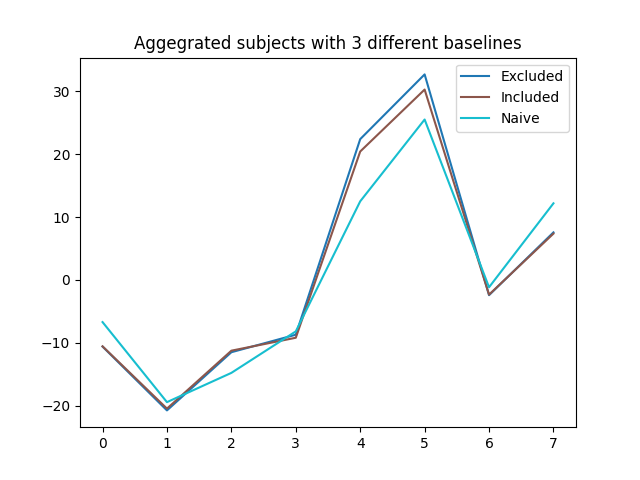 Aggegrated subjects with 3 different baselines
Excluded
Included
Naive
30
20
10
0
−10
−20
0 1 2 3 4 5 6 7